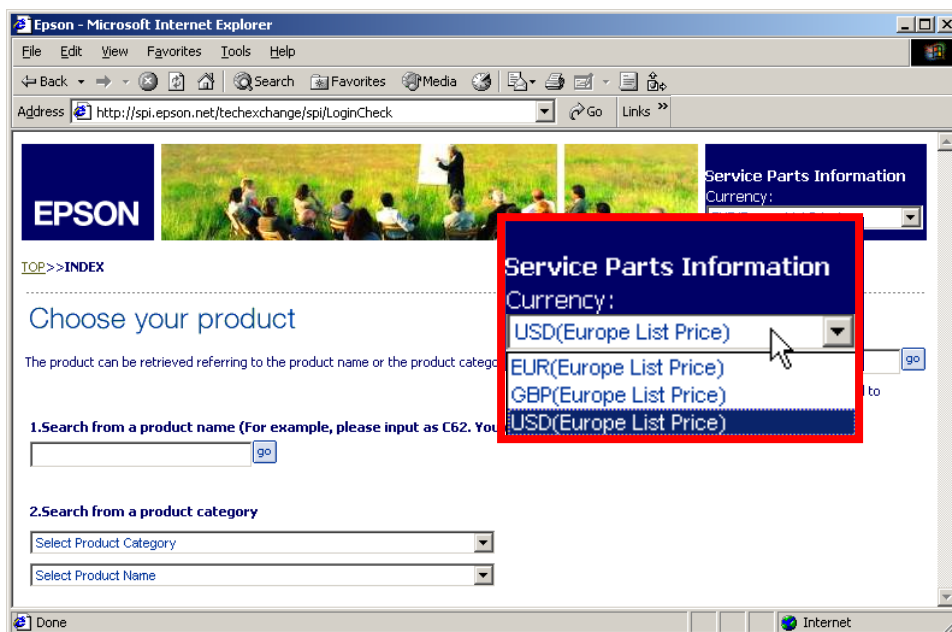 Epson - Microsoft Internet Explorer
File Edit View Favorites Tools Help
Back Search Favorites Media
Address http://spi.epson.net/techexchange/spi/LoginCheck Go Links »
EPSON
Service Parts Information
Currency:
TOP>>INDEX
Service Parts Information
Currency:
USD(Europe List Price)
EUR(Europe List Price)
GBP(Europe List Price)
USD(Europe List Price)
Choose your product
The product can be retrieved referring to the product name or the product catego
go
to
1.Search from a product name (For example, please input as C62. You
go
2.Search from a product category
Select Product Category
Select Product Name
Done Internet